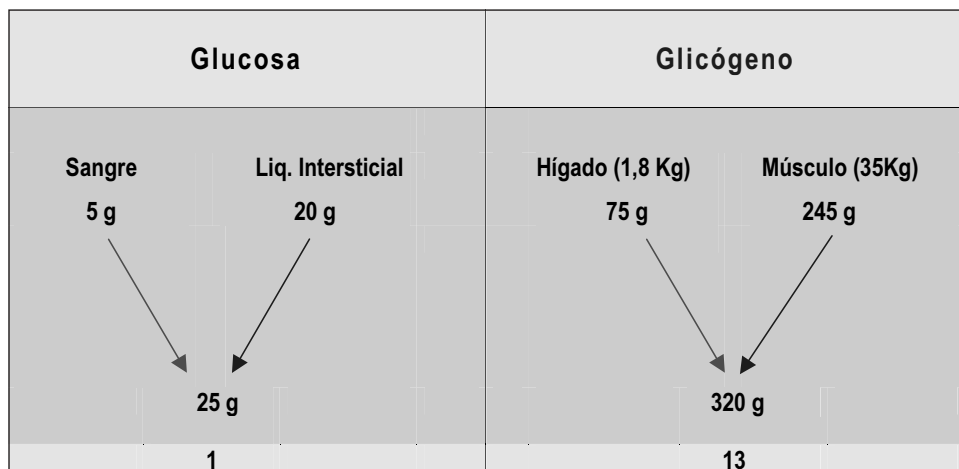 Glucosa Glicógeno
Sangre Liq. Intersticial Hígado (1,8 Kg) Músculo (35Kg)
5 g 20 g 75 g 245 g
25 g 320 g
1 13